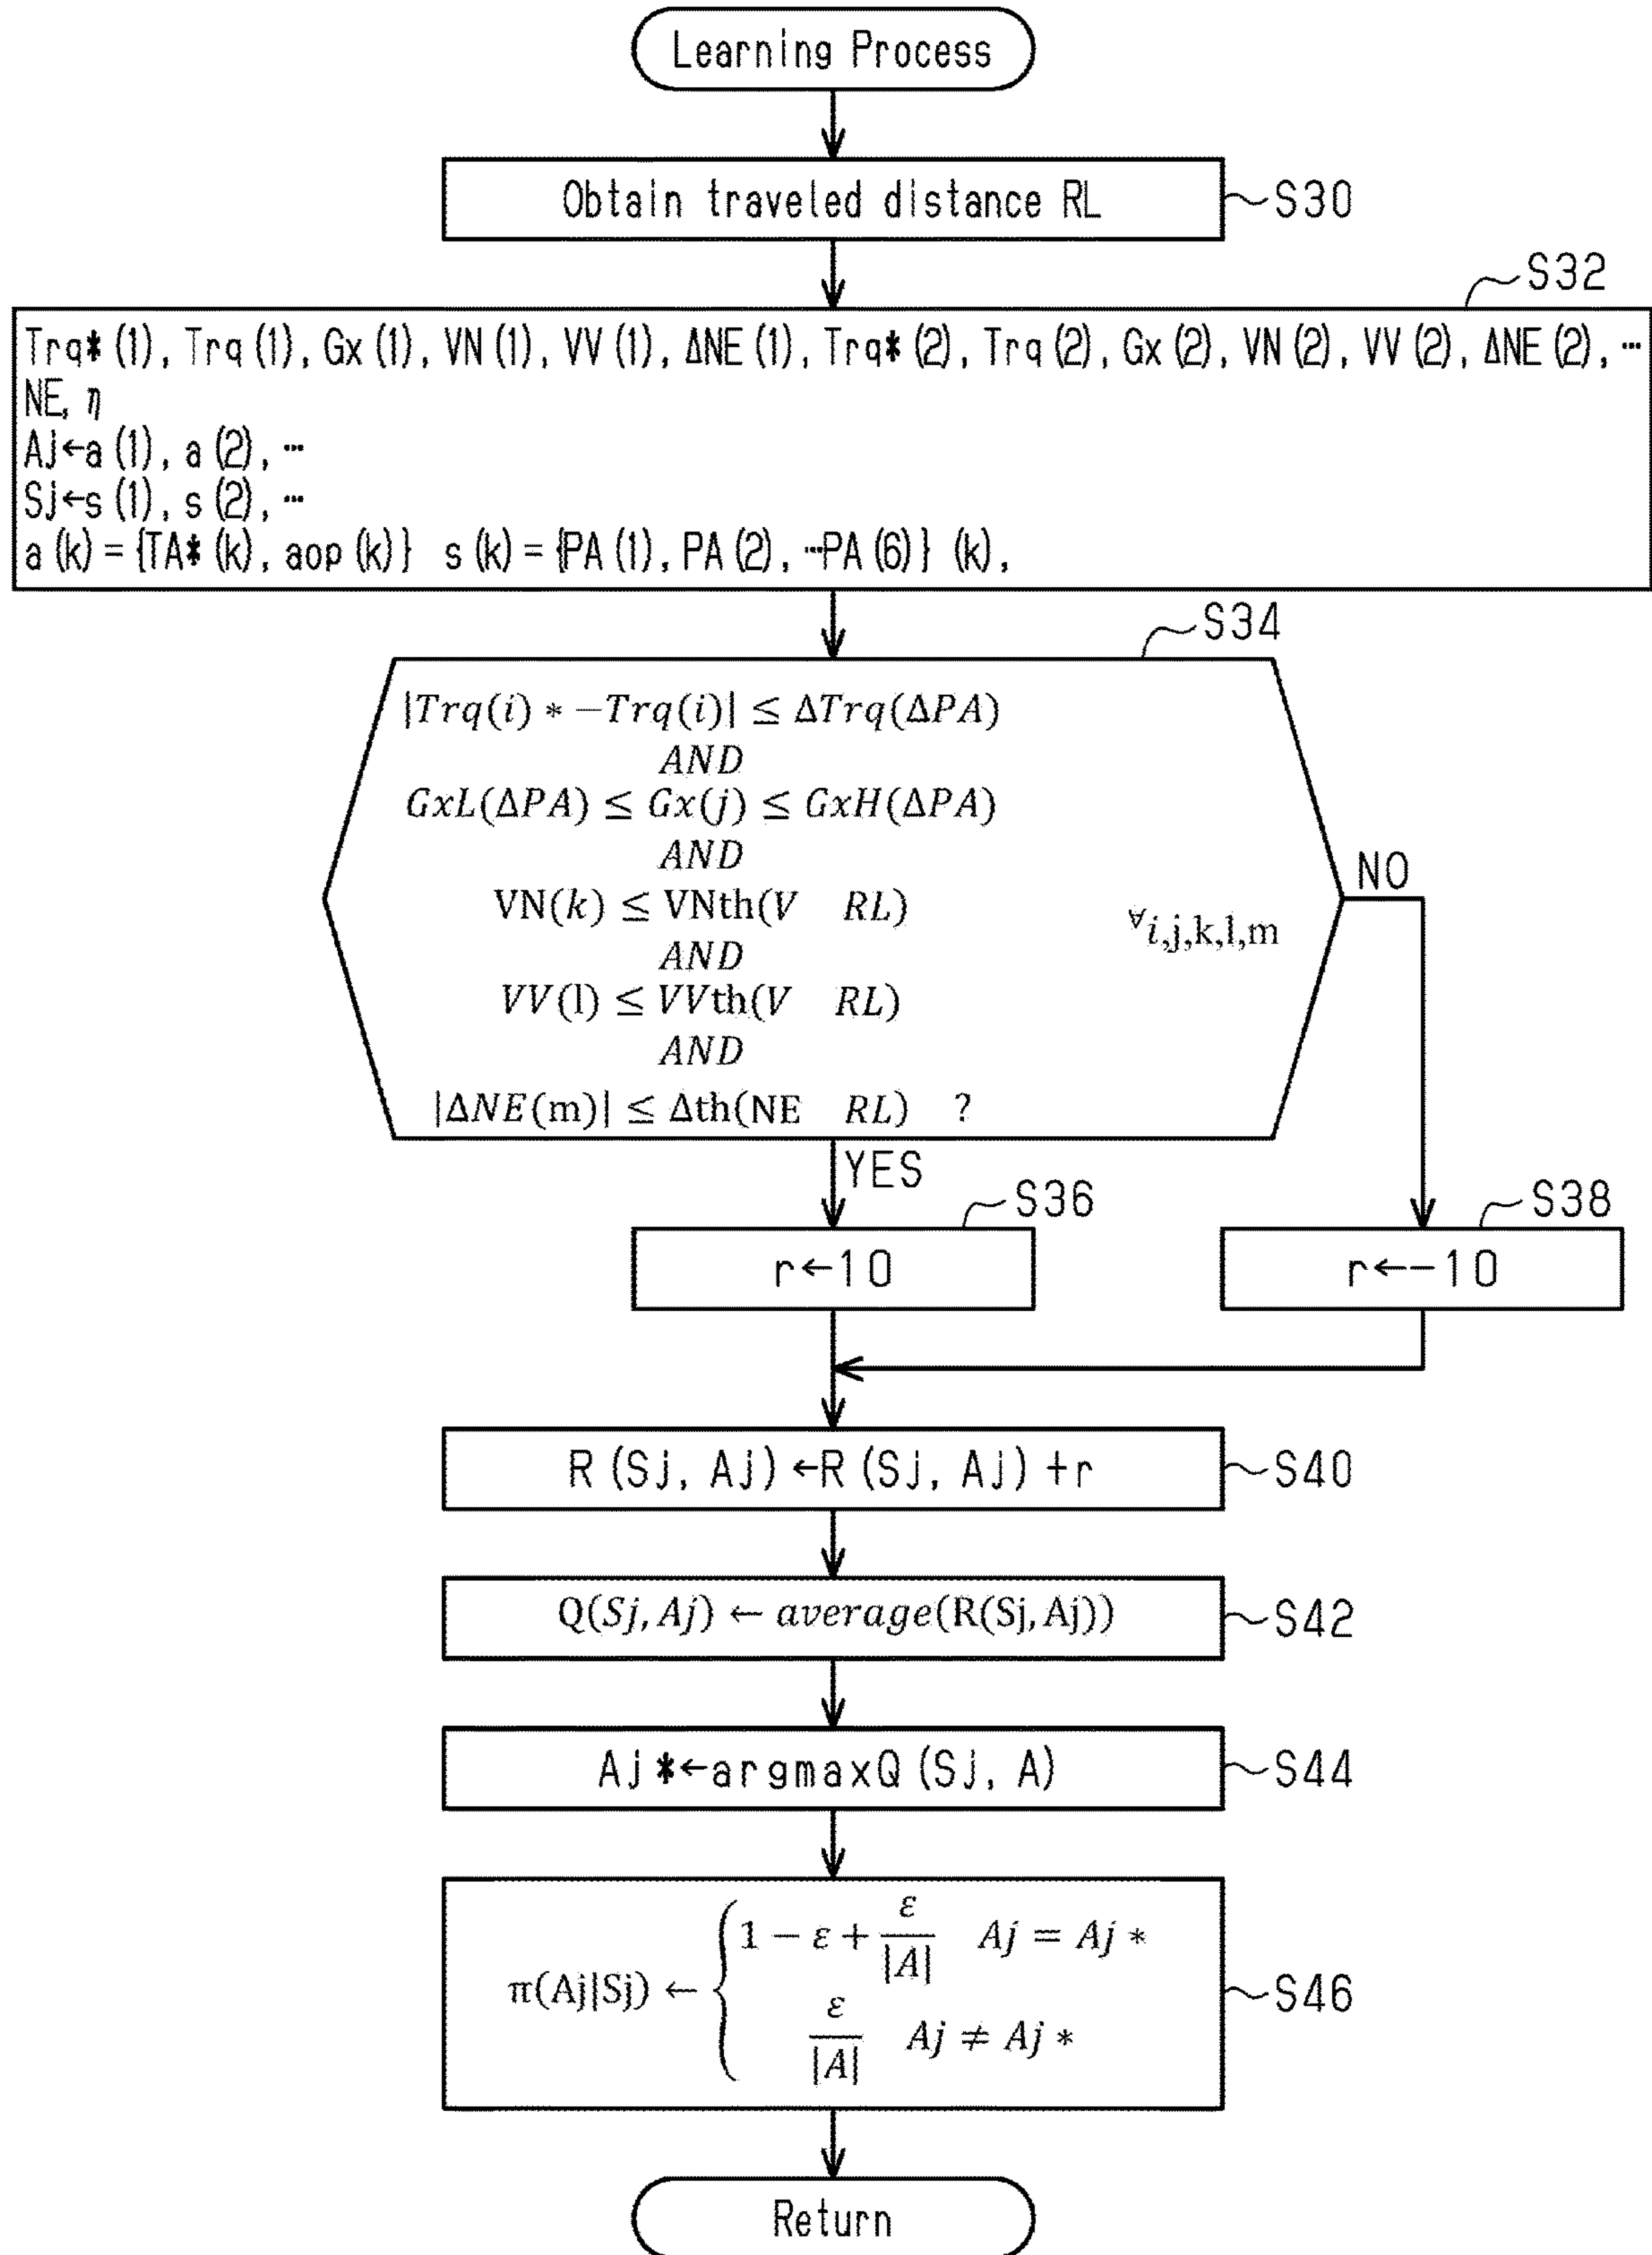 Learning Process
Obtain traveled distance RL
S30
S32
Trq*(1), Trq(1), Gx(1), VN(1), VV(1), ΔNE(1), Trq*(2), Trq(2), Gx(2), VN(2), VV(2), ΔNE(2), ⋯
NE, η
Aj←a(1), a(2), ⋯
Sj←s(1), s(2), ⋯
a(k)={TA*(k), aop(k)} s(k)={PA(1), PA(2), ⋯PA(6)}(k),
S34
|Trq(i)*−Trq(i)| ≤ ΔTrq(ΔPA)
AND
GxL(ΔPA) ≤ Gx(j) ≤ GxH(ΔPA)
AND
VN(k) ≤ VNth(V RL)
AND
VV(l) ≤ VVth(V RL)
AND
|ΔNE(m)| ≤ Δth(NE RL) ?
∀i,j,k,l,m
NO
YES
S36
r←10
S38
r←−10
R(Sj, Aj)←R(Sj, Aj)+r
S40
Q(Sj, Aj) ← average(R(Sj, Aj))
S42
Aj*←argmaxQ(Sj, A)
S44
π(Aj|Sj) ← { 1 − ε + ε/|A| Aj = Aj *
ε/|A| Aj ≠ Aj *
S46
Return